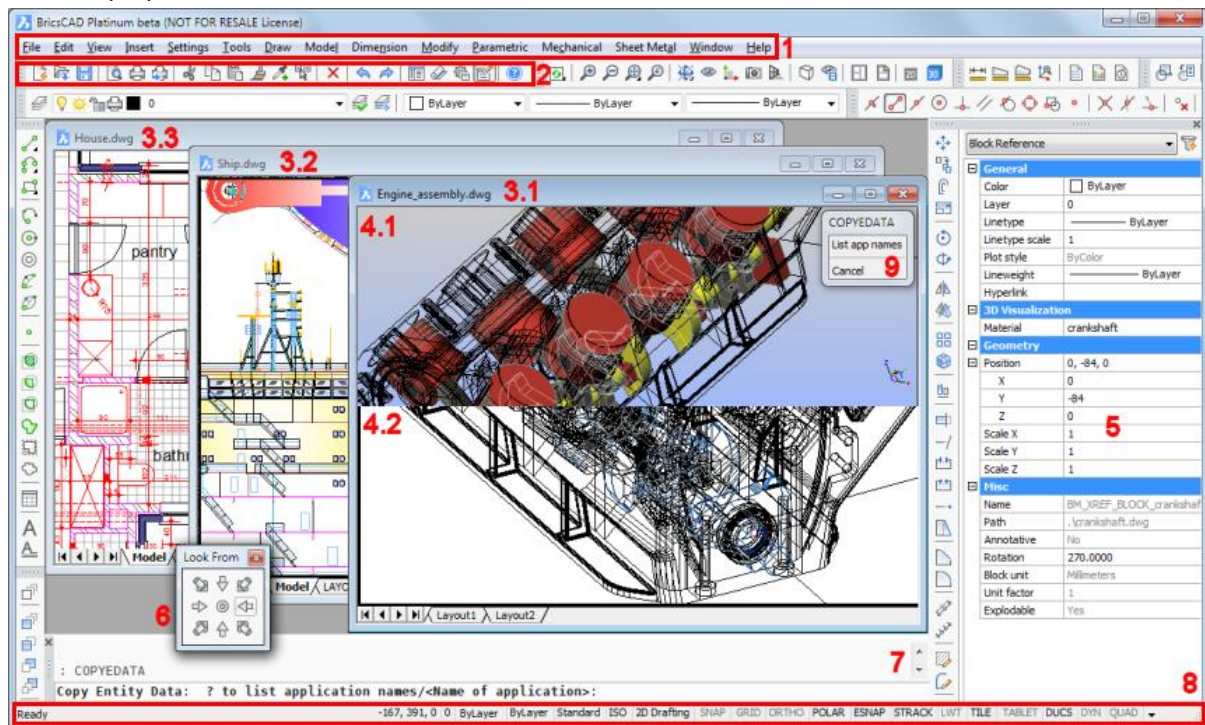 BricsCAD Platinum beta (NOT FOR RESALE License)
File Edit View Insert Settings Tools Draw Model Dimension Modify Parametric Mechanical Sheet Metal Window Help 1
2
0 ByLayer ByLayer ByLayer
House.dwg 3.3
Ship.dwg 3.2
Engine_assembly.dwg 3.1
4.1
COPYEDATA
List app names
Cancel 9
pantry
4.2
Model
Look From
Model LAYO
6
Layout1 Layout2
Block Reference
General
Color ByLayer
Layer 0
Linetype ByLayer
Linetype scale 1
Plot style ByColor
Lineweight ByLayer
Hyperlink
3D Visualization
Material crankshaft
Geometry
Position 0, -84, 0
X 0
Y -84
Z 0
5
Scale X 1
Scale Y 1
Scale Z 1
Misc
Name BM_XREF_BLOCK_crankshaf
Path .\crankshaft.dwg
Annotative No
Rotation 270.0000
Block unit Millimeters
Unit factor 1
Explodable Yes
7
: COPYEDATA
Copy Entity Data: ? to list application names/<Name of application>:
8
Ready -167, 391, 0 0 ByLayer ByLayer Standard ISO 2D Drafting SNAP GRID ORTHO POLAR ESNAP STRACK LWT TILE TABLET DUCS DYN QUAD